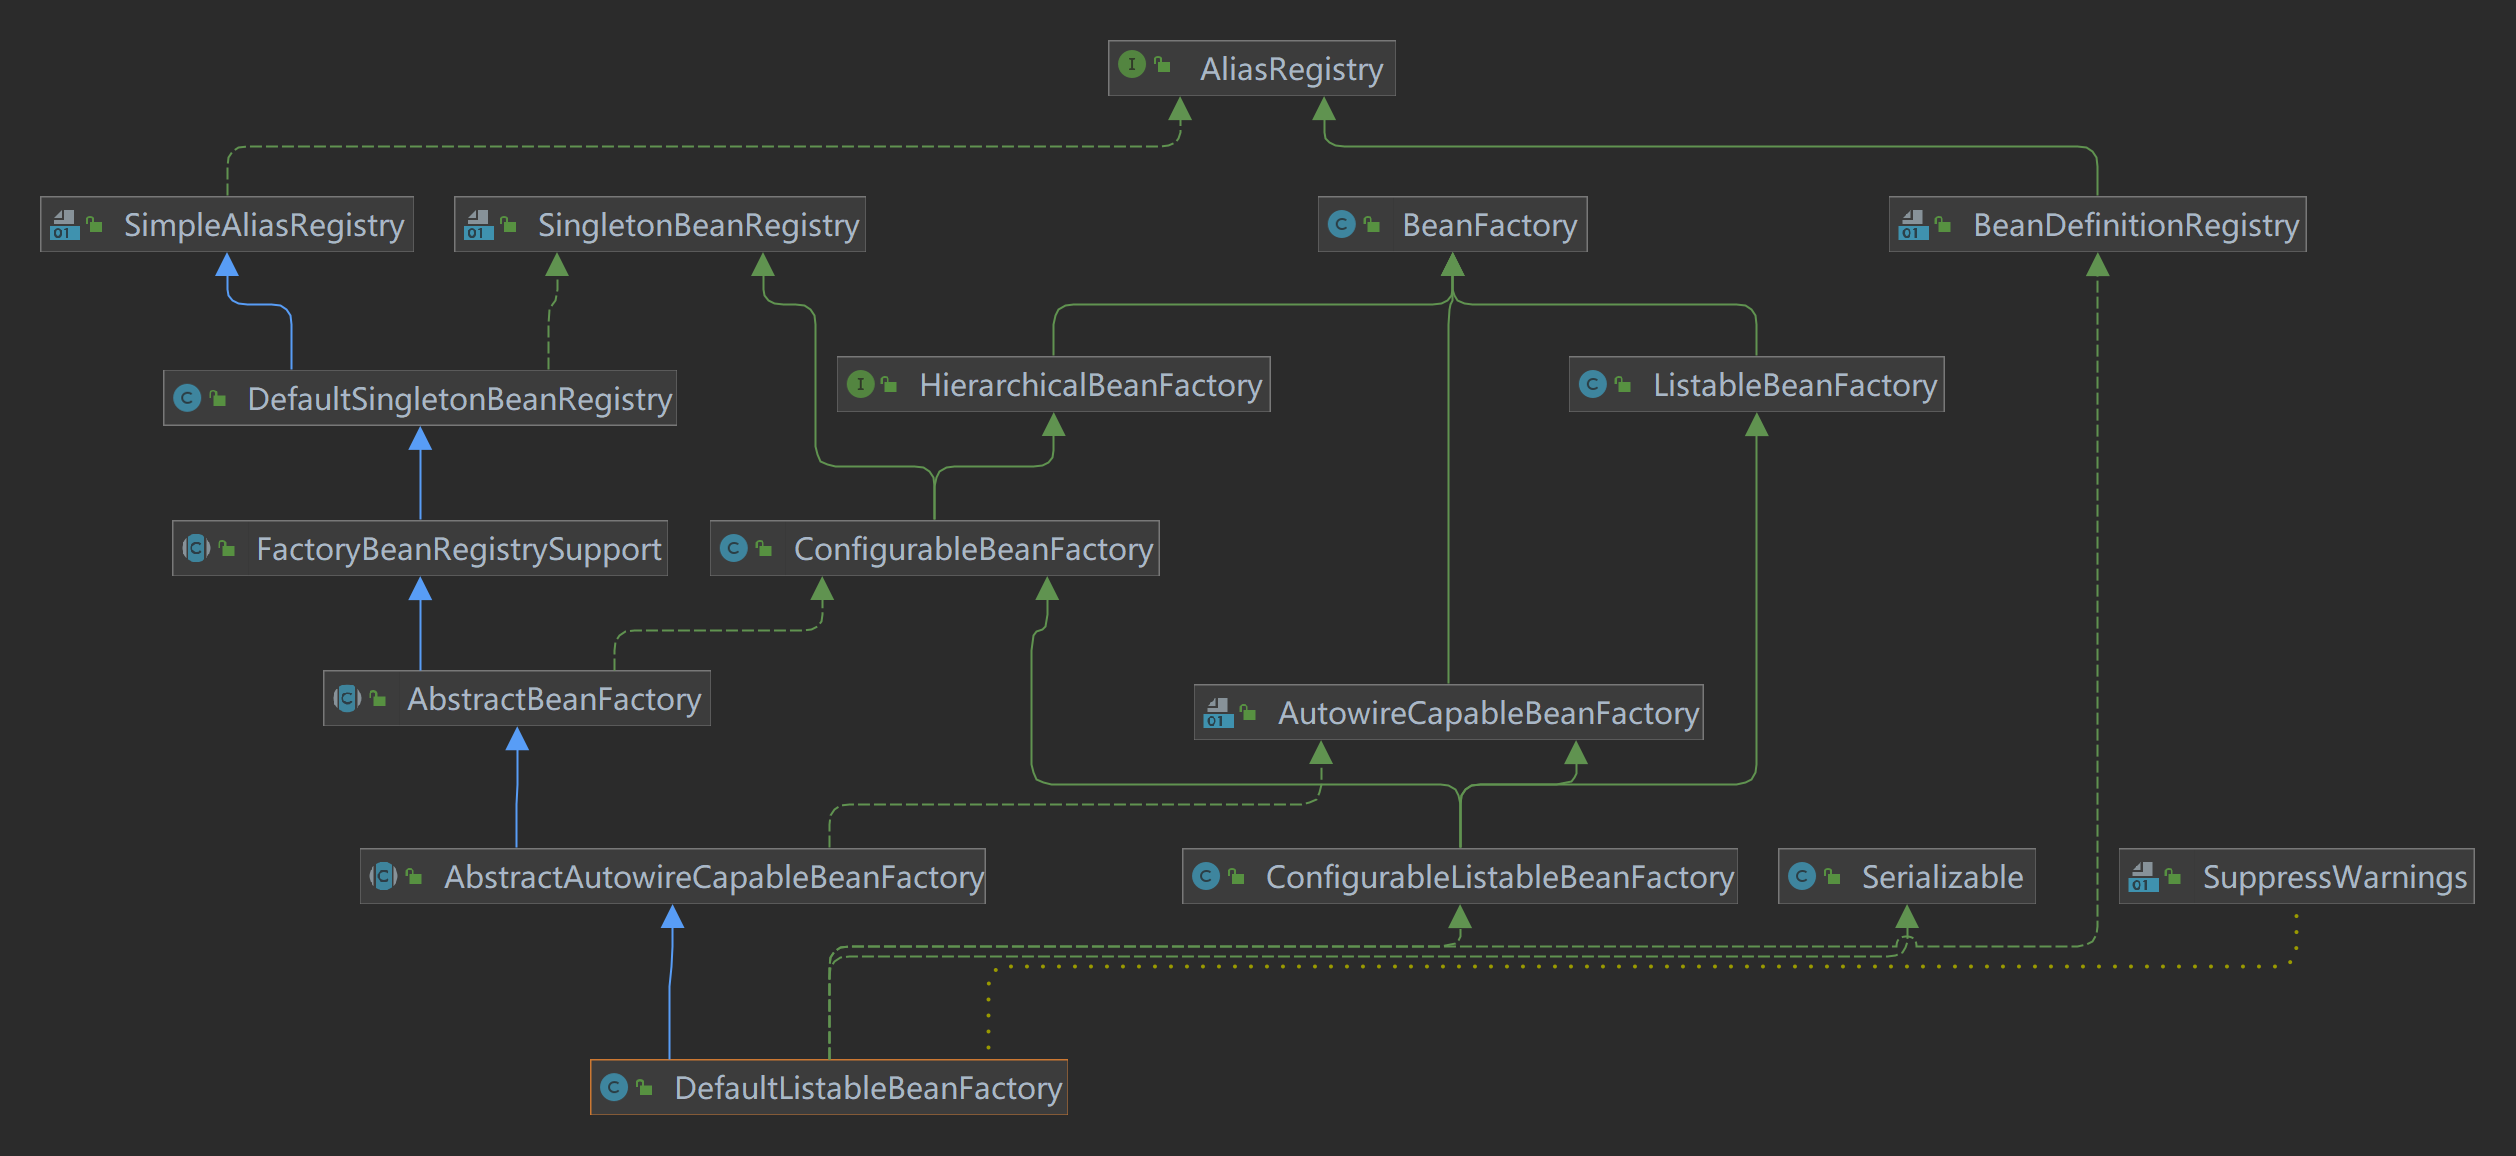 AliasRegistry
SimpleAliasRegistry
SingletonBeanRegistry
BeanFactory
BeanDefinitionRegistry
DefaultSingletonBeanRegistry
HierarchicalBeanFactory
ListableBeanFactory
FactoryBeanRegistrySupport
ConfigurableBeanFactory
AbstractBeanFactory
AutowireCapableBeanFactory
AbstractAutowireCapableBeanFactory
ConfigurableListableBeanFactory
Serializable
SuppressWarnings
DefaultListableBeanFactory